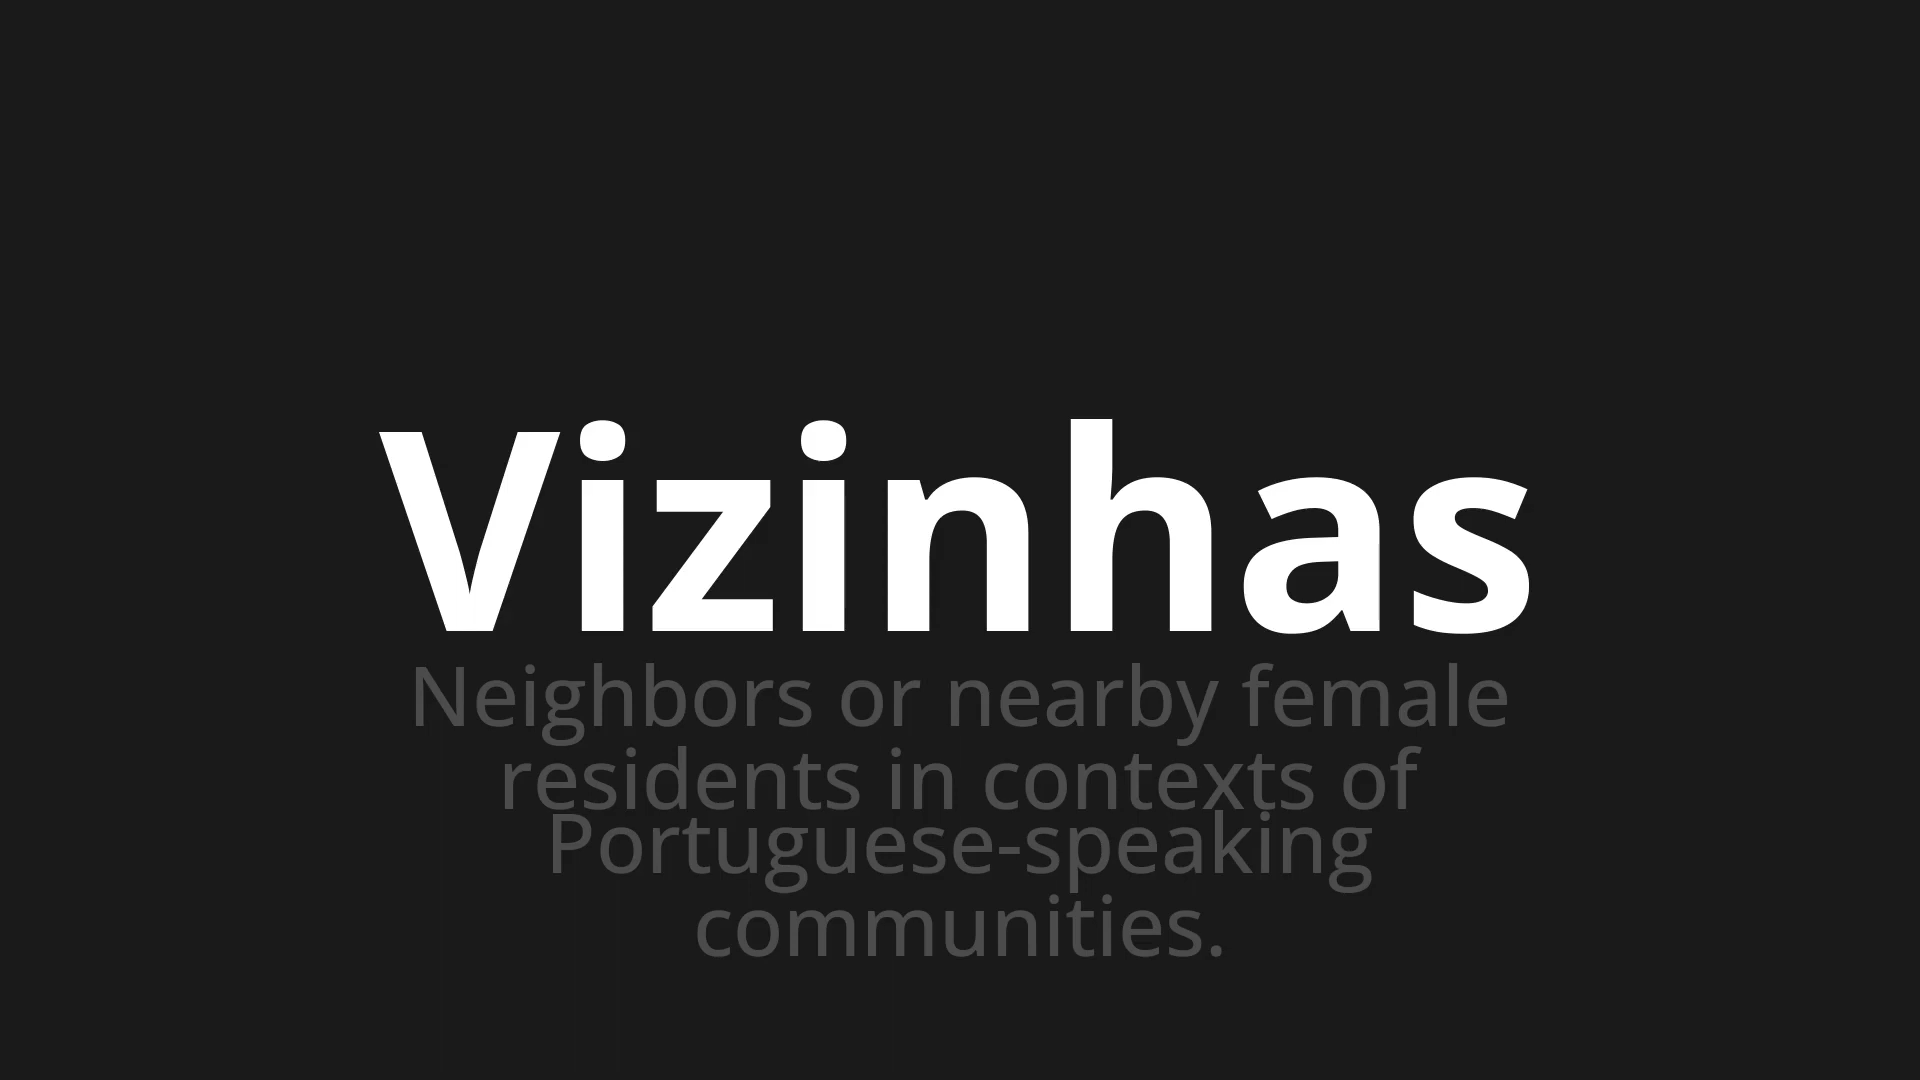 Vizinhas
Neighbors or nearby female
residents in contexts of
Portuguese-speaking
communities.